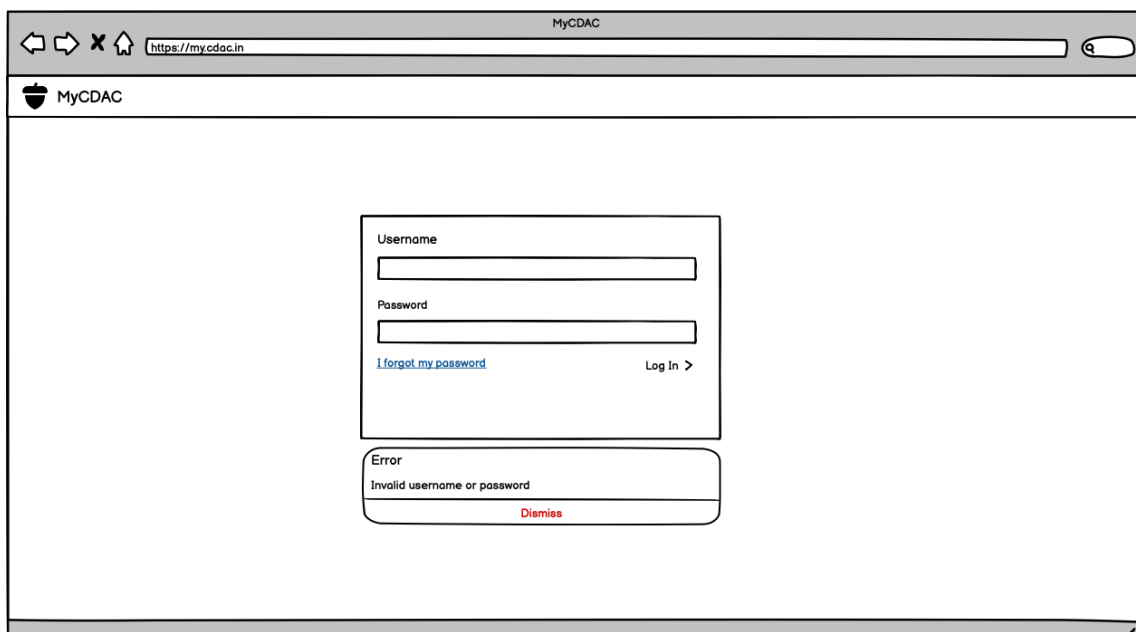 MyCDAC
https://my.cdac.in
MyCDAC
Username
Password
I forgot my password
Log In >
Error
Invalid username or password
Dismiss